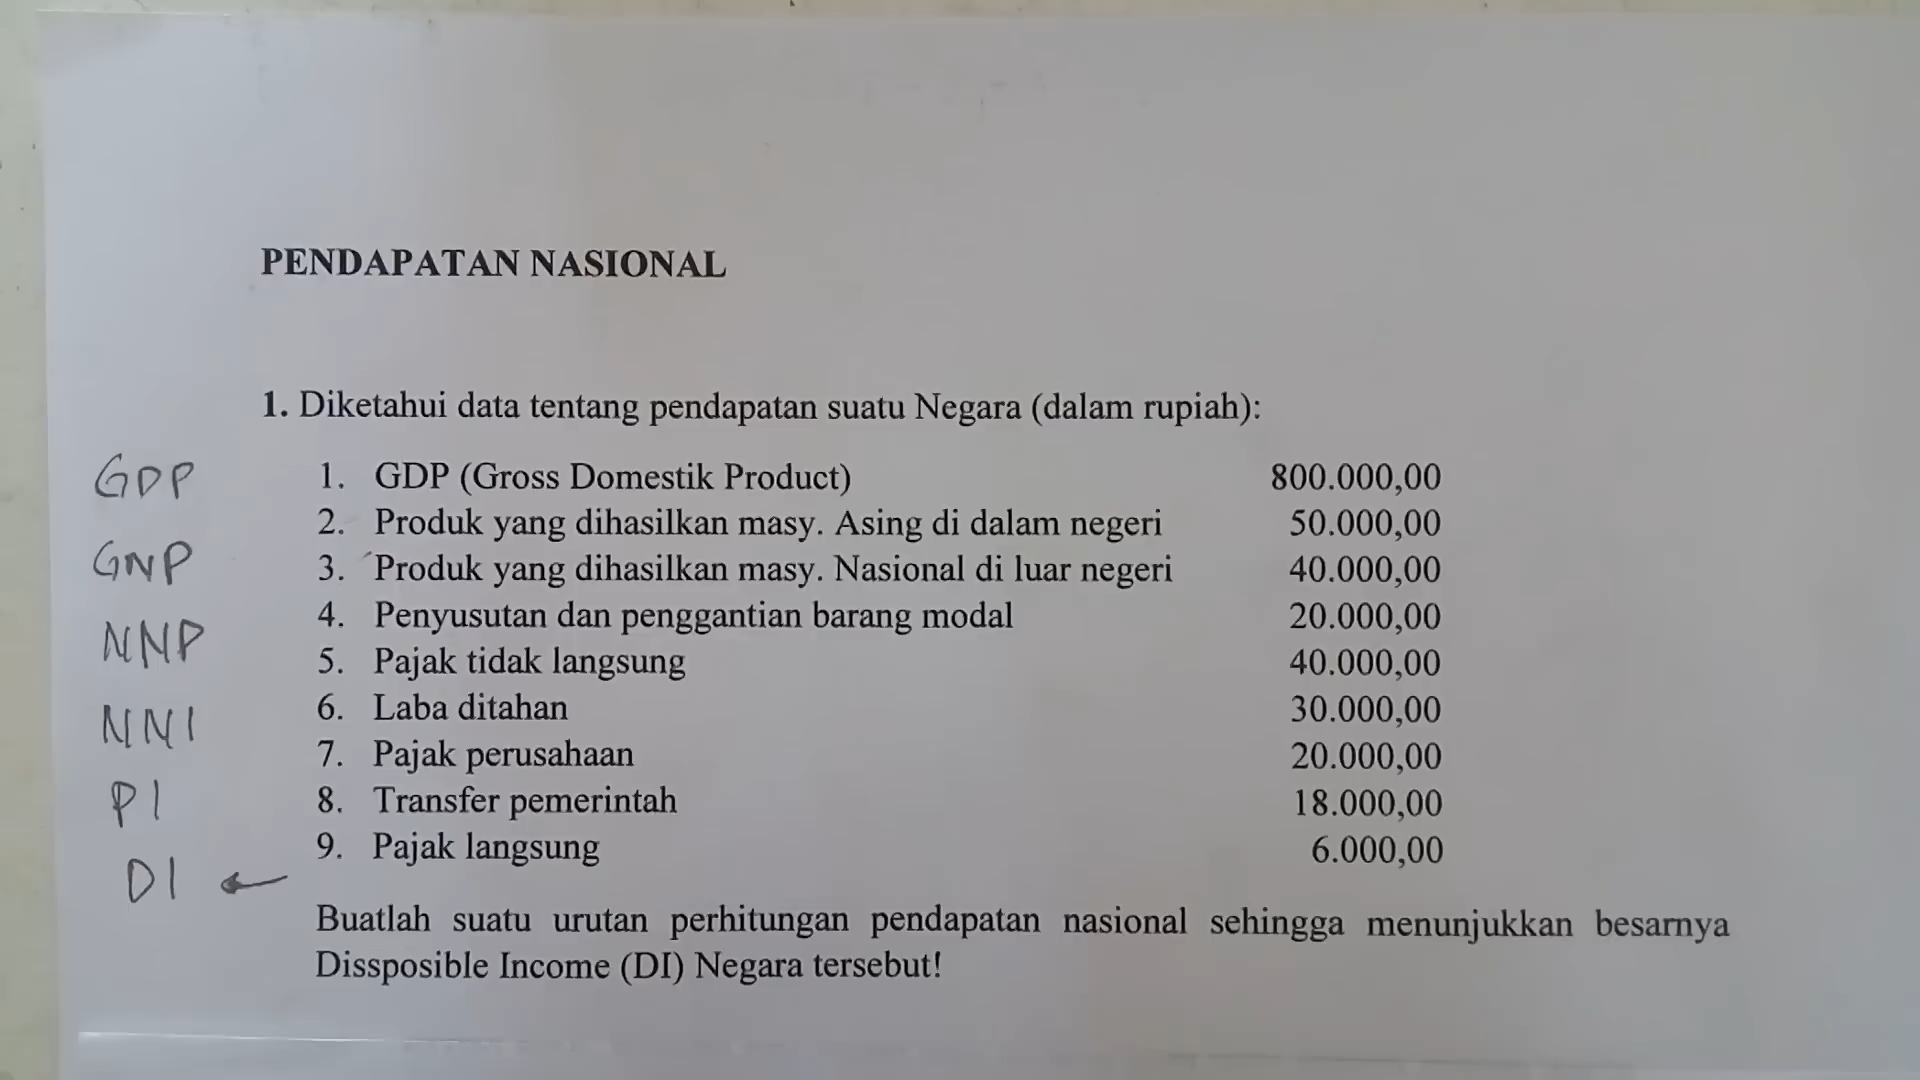 PENDAPATAN NASIONAL
1. Diketahui data tentang pendapatan suatu Negara (dalam rupiah):
GDP
1. GDP (Gross Domestik Product) 800.000,00
2. Produk yang dihasilkan masy. Asing di dalam negeri 50.000,00
GNP
3. Produk yang dihasilkan masy. Nasional di luar negeri 40.000,00
4. Penyusutan dan penggantian barang modal 20.000,00
NNP
5. Pajak tidak langsung 40.000,00
6. Laba ditahan 30.000,00
NNI
7. Pajak perusahaan 20.000,00
PI
8. Transfer pemerintah 18.000,00
9. Pajak langsung 6.000,00
DI
Buatlah suatu urutan perhitungan pendapatan nasional sehingga menunjukkan besarnya
Dissposible Income (DI) Negara tersebut!